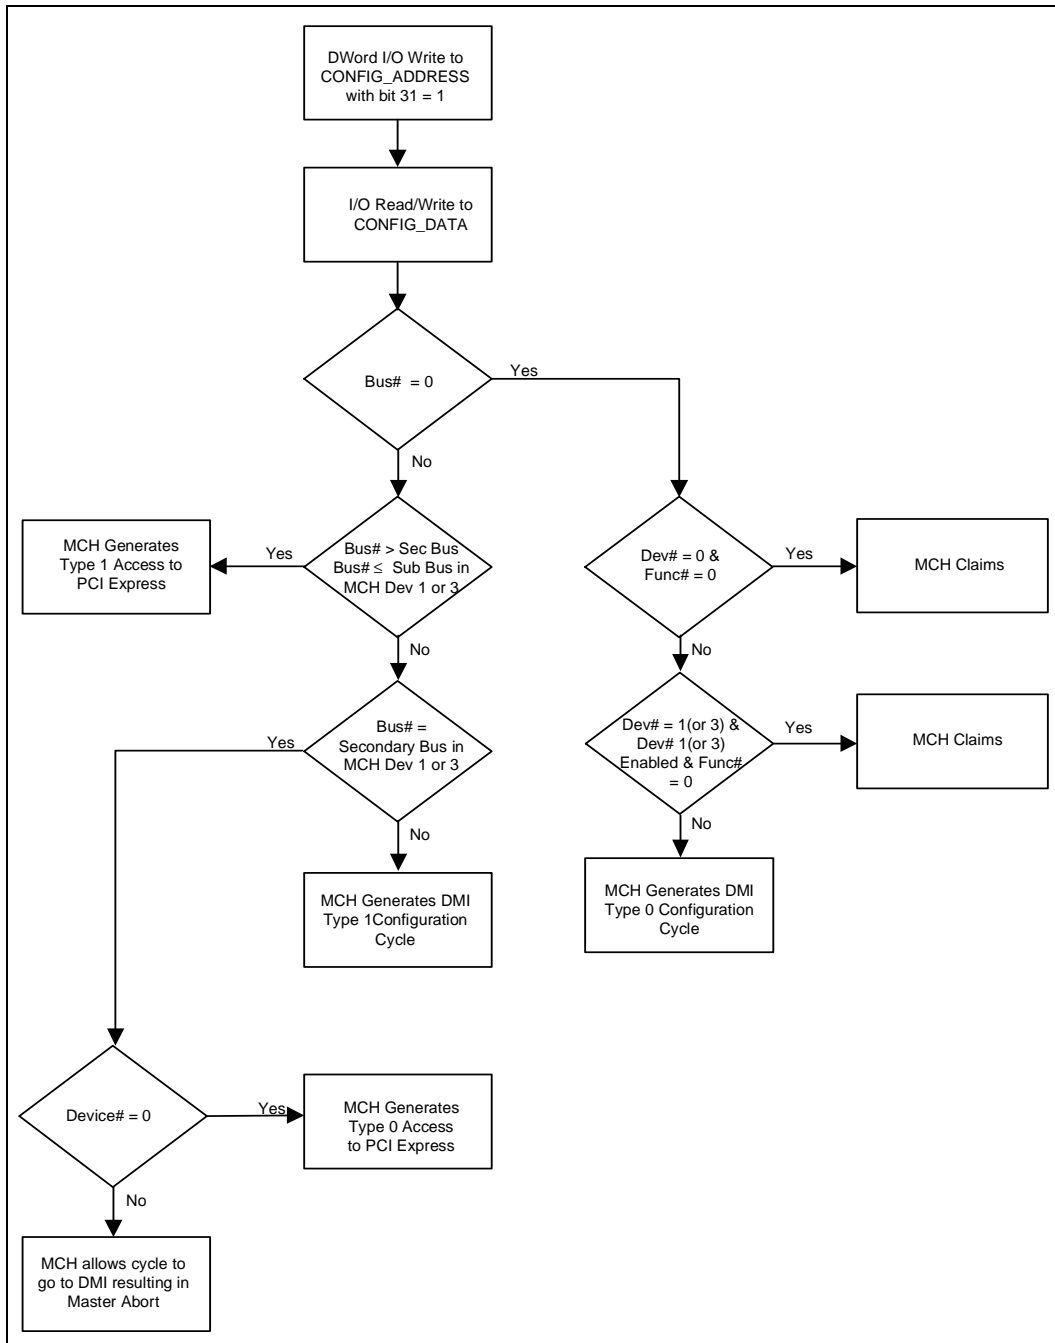 DWord I/O Write to
CONFIG_ADDRESS
with bit 31 = 1
I/O Read/Write to
CONFIG_DATA
Bus# = 0
Yes
No
Bus# > Sec Bus
Bus# ≤ Sub Bus in
MCH Dev 1 or 3
Yes
MCH Generates
Type 1 Access to
PCI Express
No
Dev# = 0 &
Func# = 0
Yes
MCH Claims
No
Bus# =
Secondary Bus in
MCH Dev 1 or 3
Yes
No
Dev# = 1(or 3) &
Dev# 1(or 3)
Enabled & Func#
= 0
Yes
MCH Claims
No
MCH Generates DMI
Type 1Configuration
Cycle
MCH Generates DMI
Type 0 Configuration
Cycle
Device# = 0
Yes
MCH Generates
Type 0 Access
to PCI Express
No
MCH allows cycle to
go to DMI resulting in
Master Abort